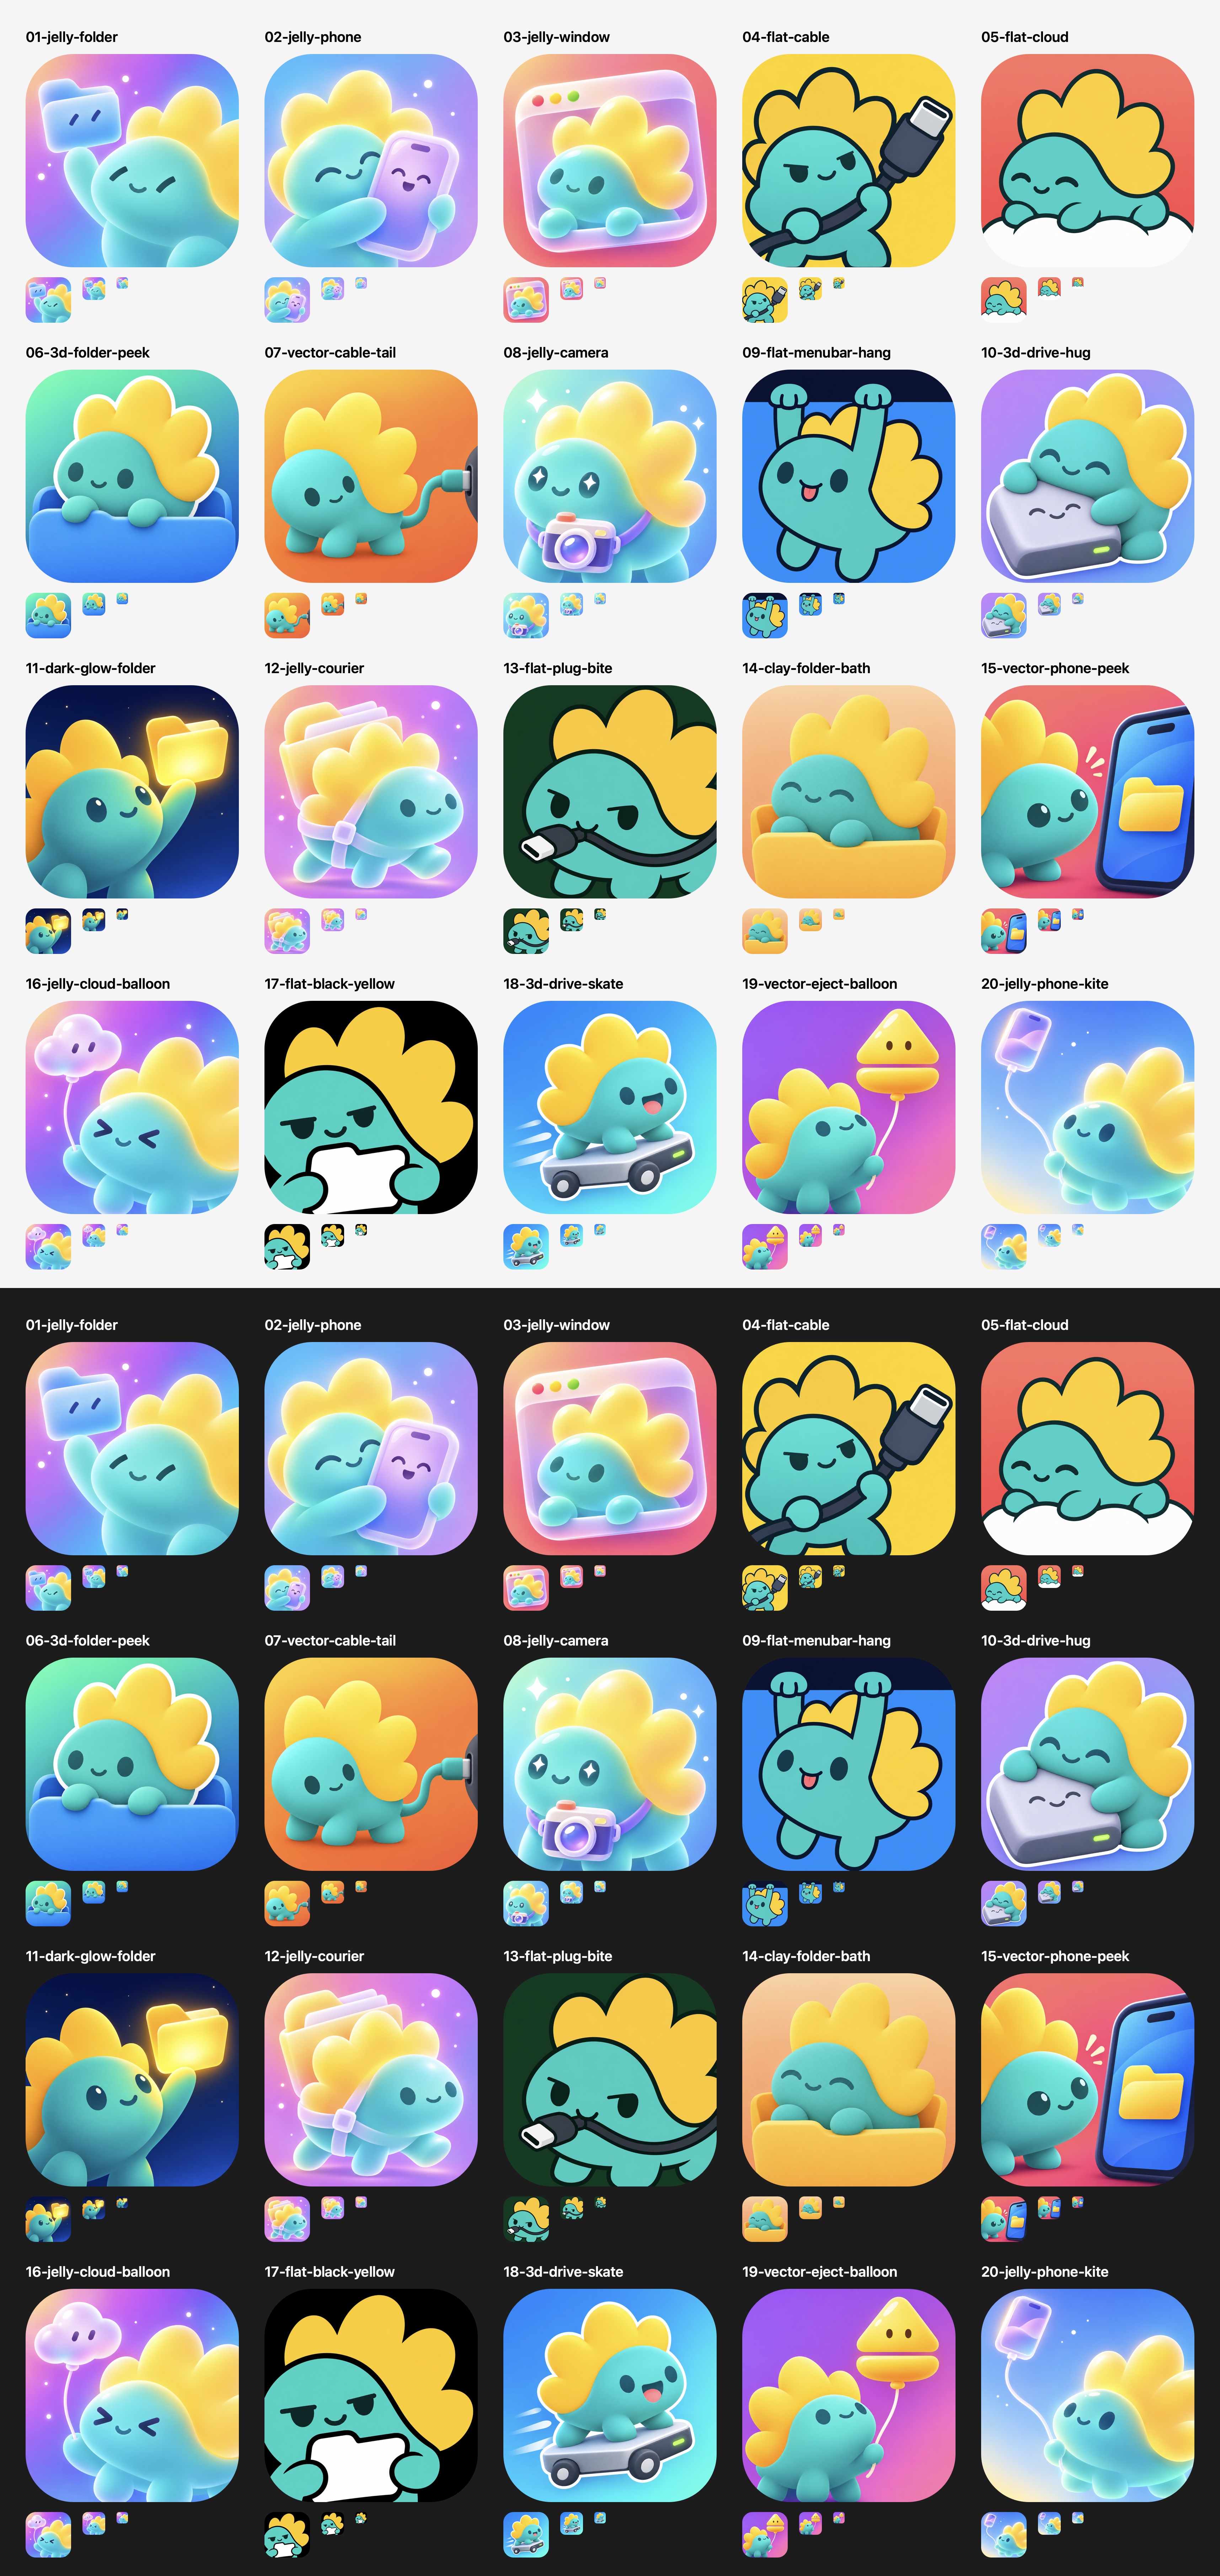 01-jelly-folder 02-jelly-phone 03-jelly-window 04-flat-cable 05-flat-cloud
06-3d-folder-peek 07-vector-cable-tail 08-jelly-camera 09-flat-menubar-hang 10-3d-drive-hug
11-dark-glow-folder 12-jelly-courier 13-flat-plug-bite 14-clay-folder-bath 15-vector-phone-peek
16-jelly-cloud-balloon 17-flat-black-yellow 18-3d-drive-skate 19-vector-eject-balloon 20-jelly-phone-kite
01-jelly-folder 02-jelly-phone 03-jelly-window 04-flat-cable 05-flat-cloud
06-3d-folder-peek 07-vector-cable-tail 08-jelly-camera 09-flat-menubar-hang 10-3d-drive-hug
11-dark-glow-folder 12-jelly-courier 13-flat-plug-bite 14-clay-folder-bath 15-vector-phone-peek
16-jelly-cloud-balloon 17-flat-black-yellow 18-3d-drive-skate 19-vector-eject-balloon 20-jelly-phone-kite